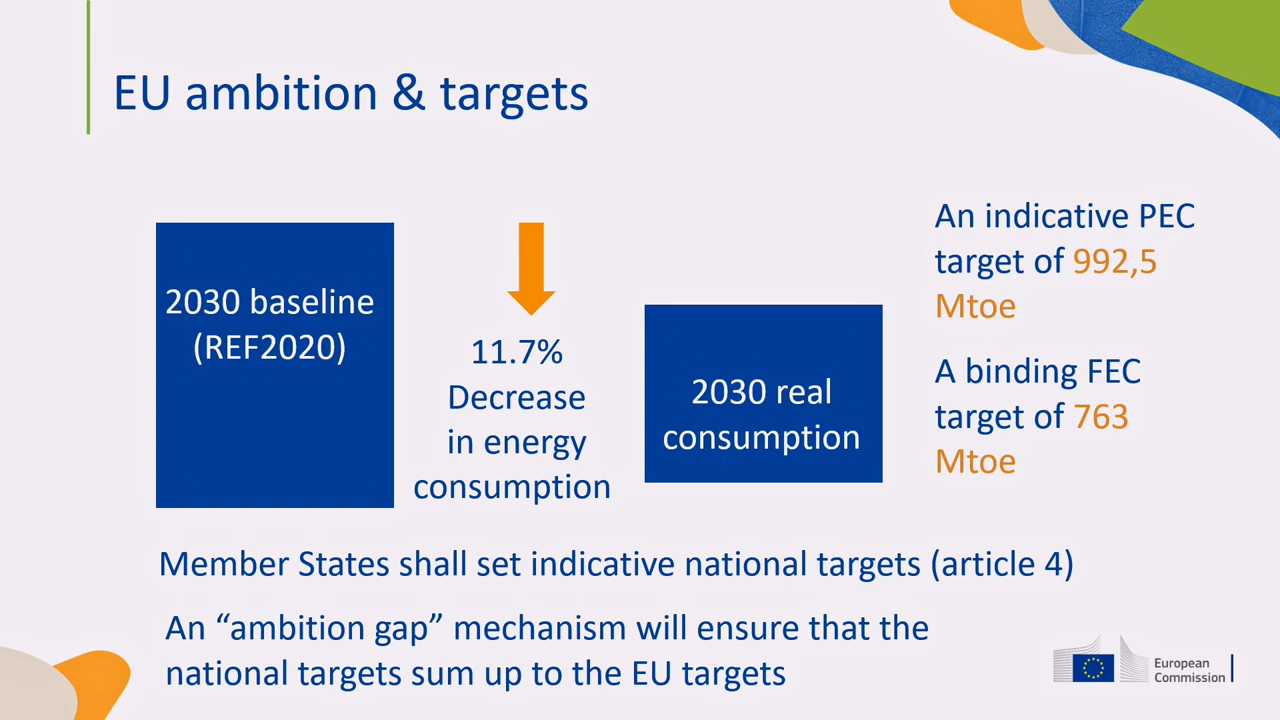 EU ambition & targets
2030 baseline
(REF2020)
11.7%
Decrease
in energy
consumption
2030 real
consumption
An indicative PEC
target of 992,5
Mtoe
A binding FEC
target of 763
Mtoe
Member States shall set indicative national targets (article 4)
An “ambition gap” mechanism will ensure that the
national targets sum up to the EU targets
European
Commission